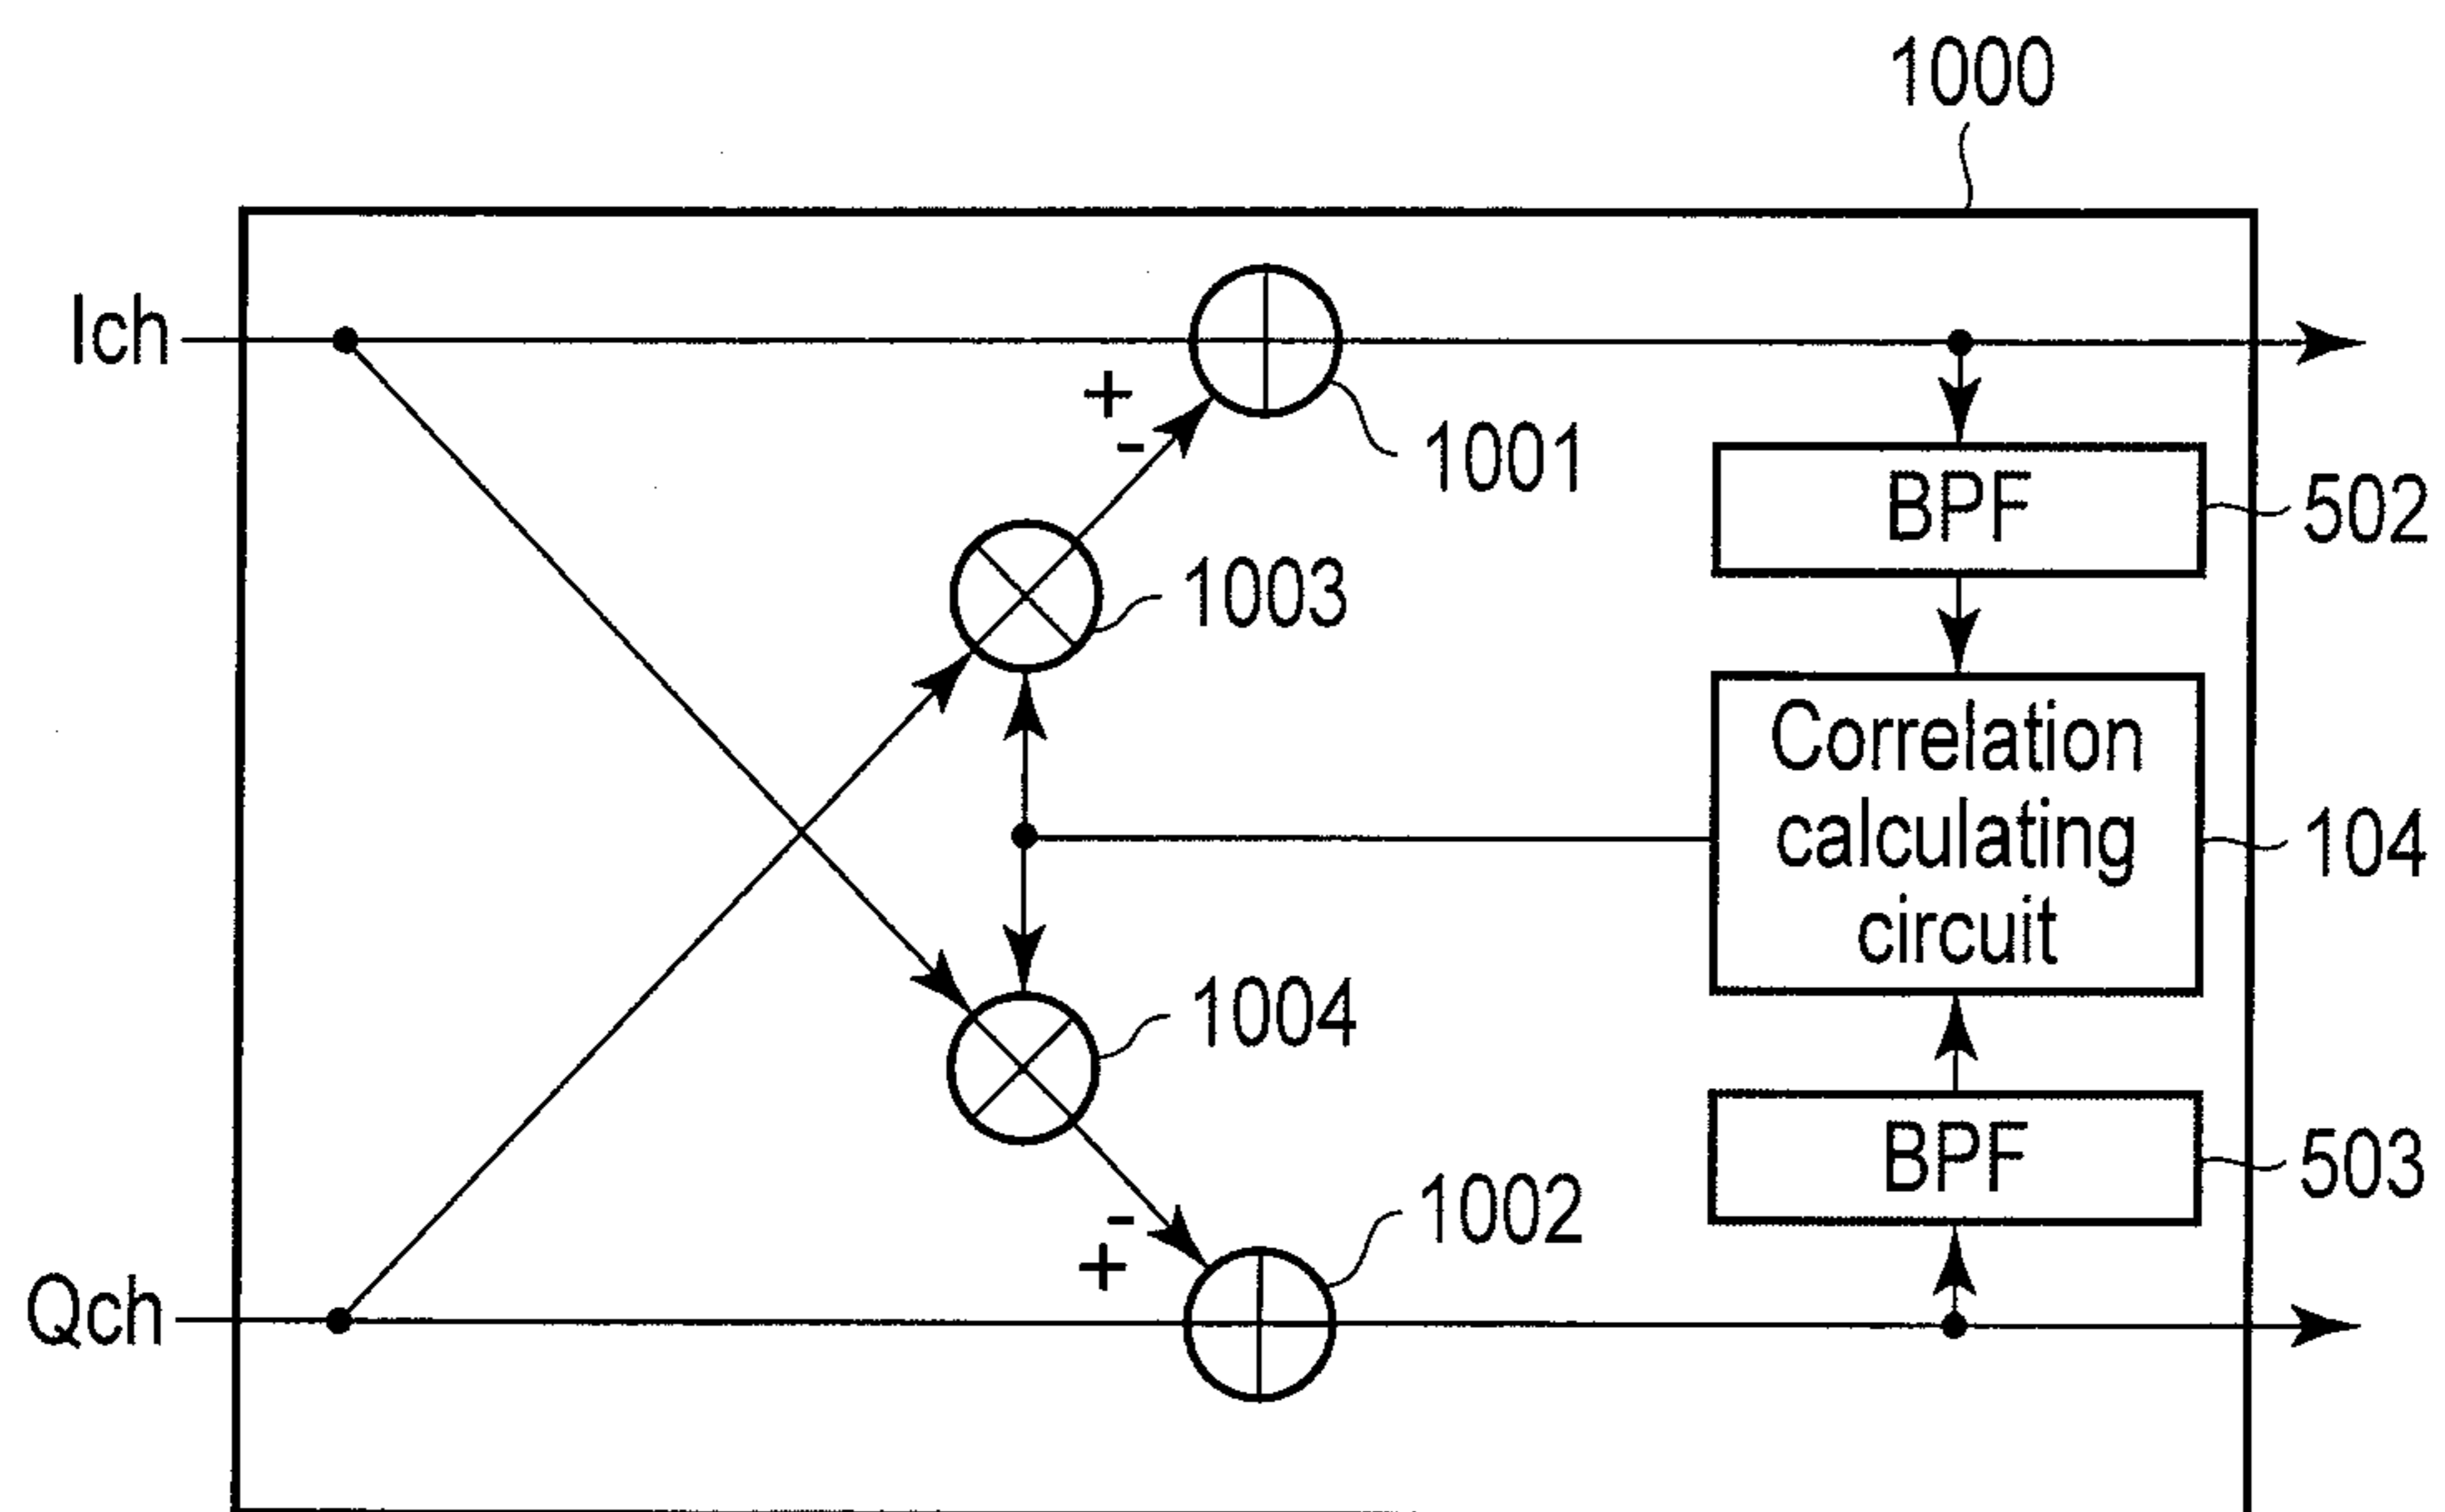 1000
Ich
+
-
1001
BPF
502
1003
Correlation
calculating
circuit
104
1004
BPF
503
-
+
1002
Qch